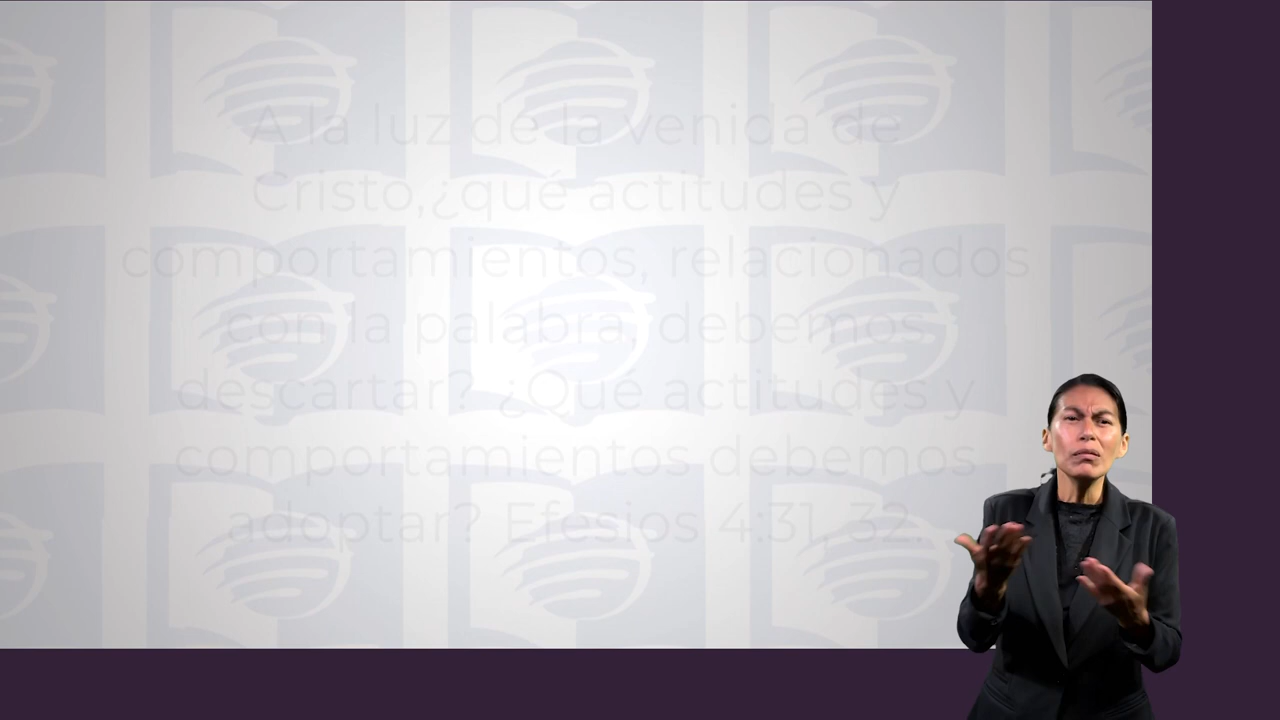 A la luz de la venida de
Cristo,¿qué actitudes y
comportamientos, relacionados
con la palabra, debemos
descartar? ¿Qué actitudes y
comportamientos debemos
adoptar? Efesios 4:31, 32.